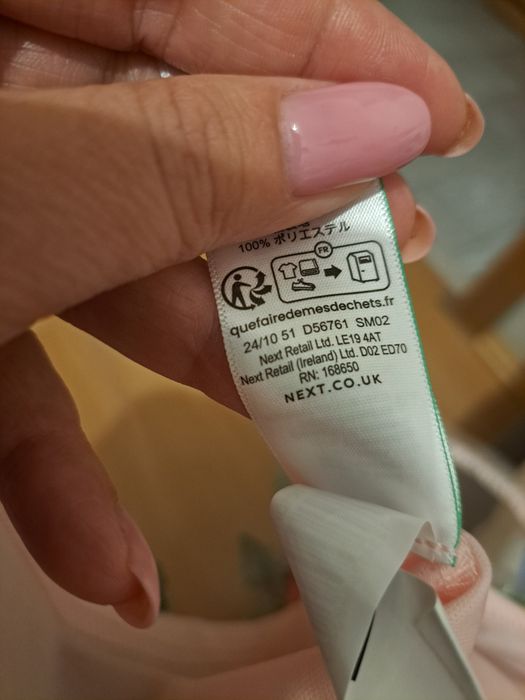 100% ポリエステル
FR
quefairedemesdechets.fr
24/10 51 D56761 SM02
Next Retail Ltd. LE19 4AT
Next Retail (Ireland) Ltd. D02 ED70
RN: 168650
NEXT.CO.UK